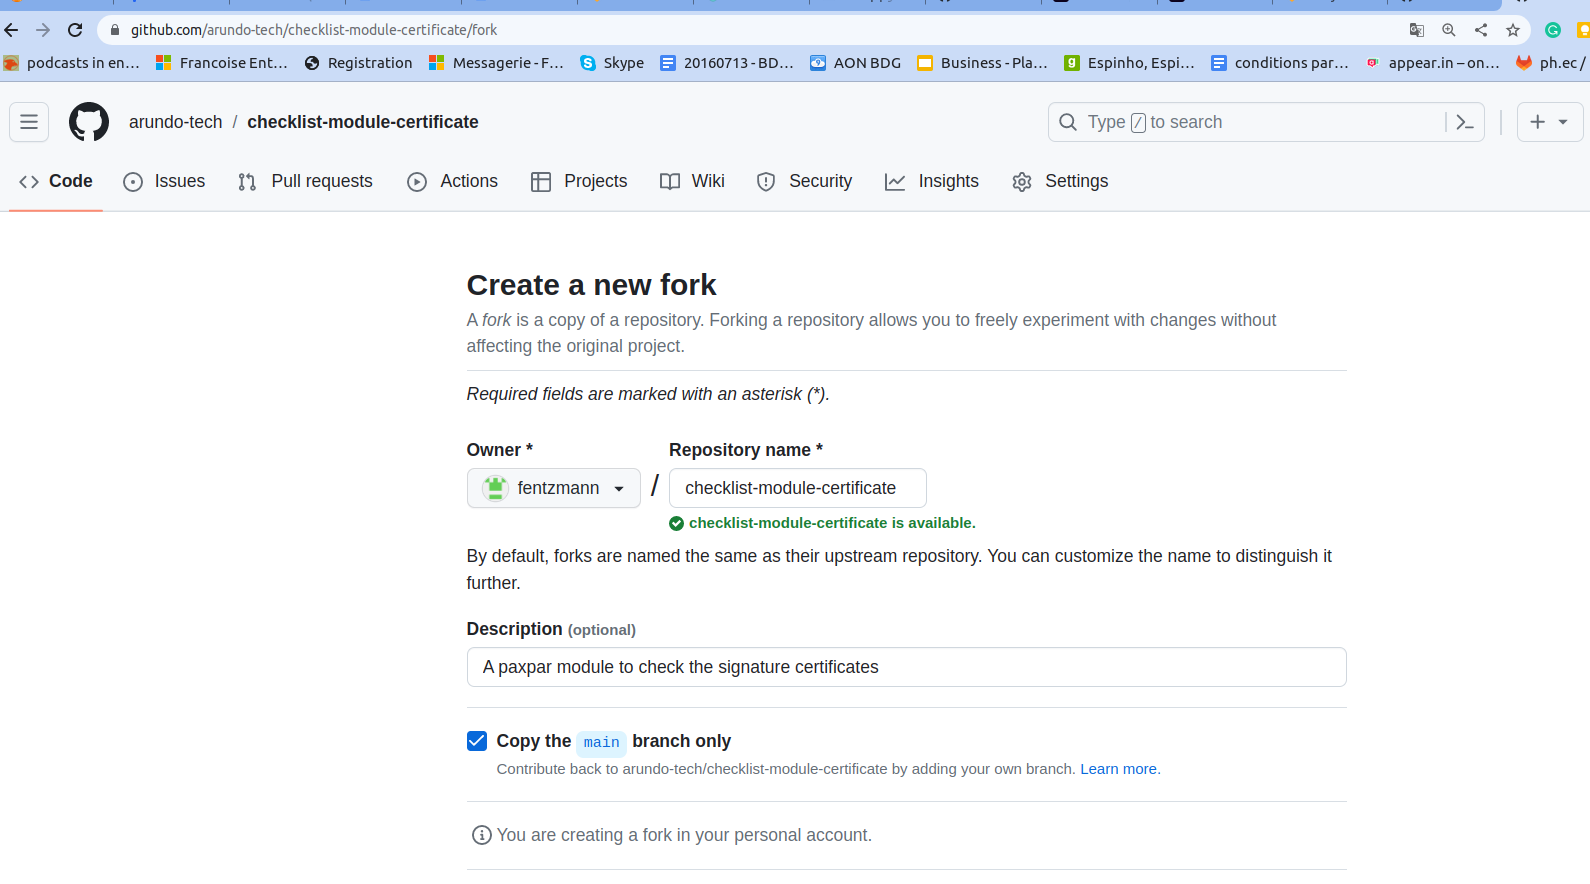 github.com/arundo-tech/checklist-module-certificate/fork
podcasts in en... Francoise Ent... Registration Messagerie - F... Skype 20160713 - BD... AON BDG Business - Pla... Espinho, Espi... conditions par... appear.in – on... ph.ec /
arundo-tech / checklist-module-certificate
Type / to search
Code Issues Pull requests Actions Projects Wiki Security Insights Settings
Create a new fork
A fork is a copy of a repository. Forking a repository allows you to freely experiment with changes without
affecting the original project.
Required fields are marked with an asterisk (*).
Owner * Repository name *
fentzmann / checklist-module-certificate
checklist-module-certificate is available.
By default, forks are named the same as their upstream repository. You can customize the name to distinguish it
further.
Description (optional)
A paxpar module to check the signature certificates
Copy the main branch only
Contribute back to arundo-tech/checklist-module-certificate by adding your own branch. Learn more.
You are creating a fork in your personal account.